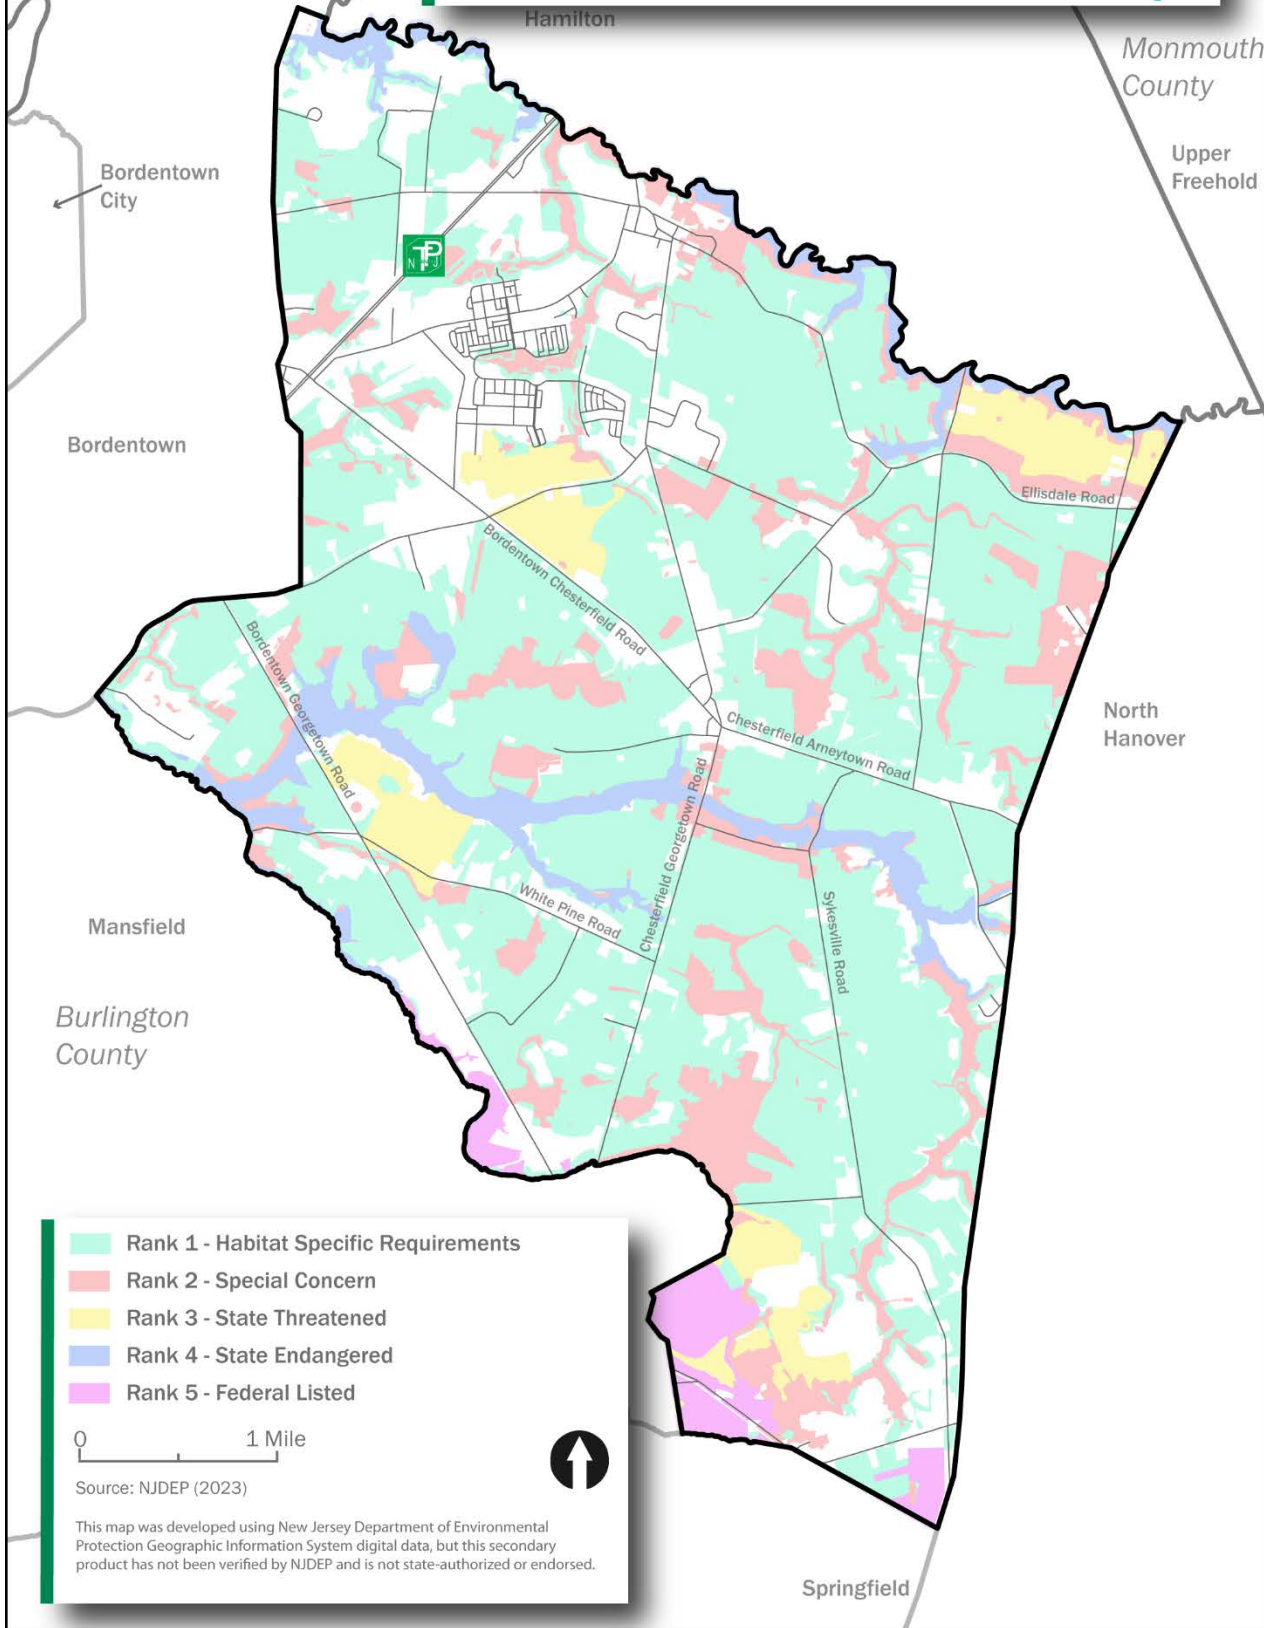 Hamilton
Monmouth
County
Upper
Freehold
Bordentown
City
TP
N J
Bordentown
Ellisdale Road
Bordentown Chesterfield Road
Bordentown Georgetown Road
North
Hanover
Chesterfield Arneytown Road
Chesterfield Georgetown Road
White Pine Road
Sykesville Road
Mansfield
Burlington
County
Rank 1 - Habitat Specific Requirements
Rank 2 - Special Concern
Rank 3 - State Threatened
Rank 4 - State Endangered
Rank 5 - Federal Listed
0 1 Mile
Source: NJDEP (2023)
This map was developed using New Jersey Department of Environmental
Protection Geographic Information System digital data, but this secondary
product has not been verified by NJDEP and is not state-authorized or endorsed.
Springfield